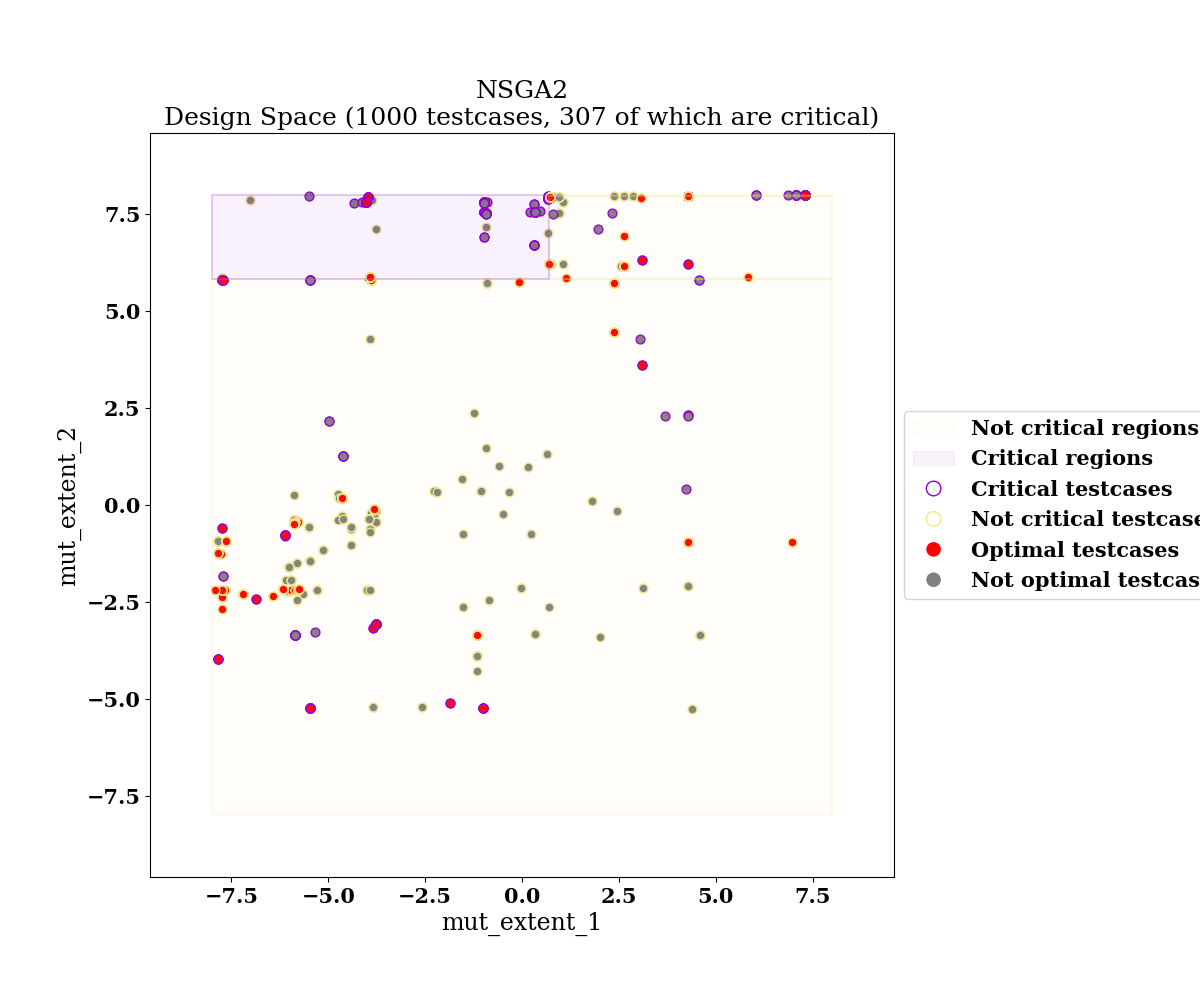 NSGA2
Design Space (1000 testcases, 307 of which are critical)
7.5
5.0
2.5
0.0
−2.5
−5.0
−7.5
mut_extent_2
−7.5
−5.0
−2.5
0.0
2.5
5.0
7.5
mut_extent_1
Not critical regions
Critical regions
Critical testcases
Not critical testcase
Optimal testcases
Not optimal testcas